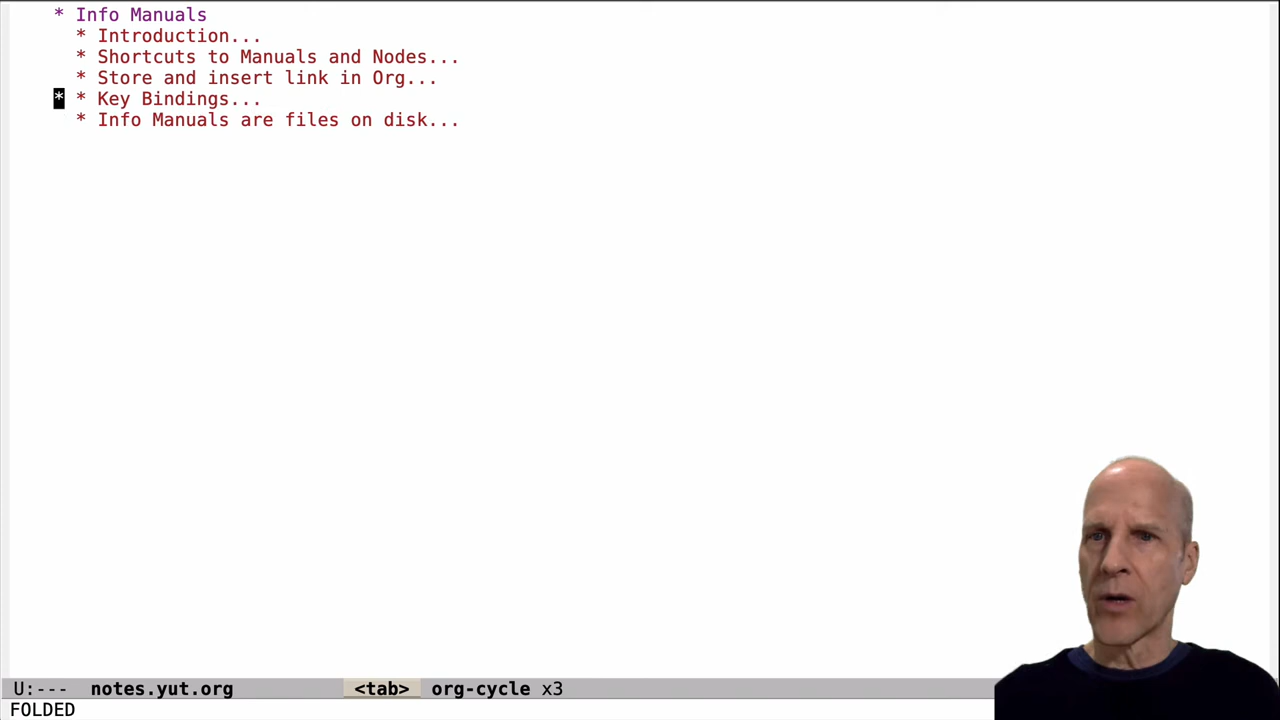 * Info Manuals
* Introduction...
* Shortcuts to Manuals and Nodes...
* Store and insert link in Org...
* * Key Bindings...
* Info Manuals are files on disk...
U:--- notes.yut.org <tab> org-cycle x3
FOLDED